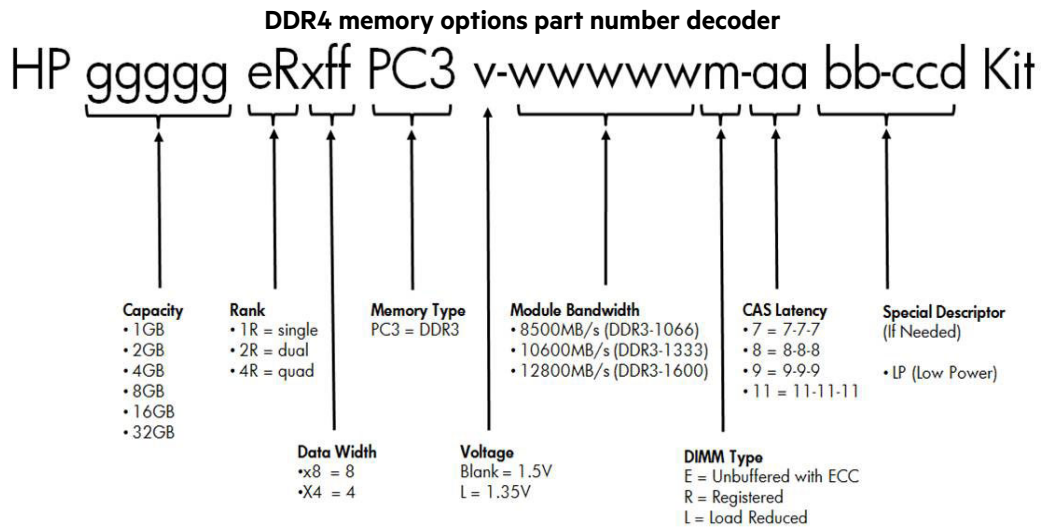 DDR4 memory options part number decoder
HP ggggg eRxff PC3 v-wwwwwm-aa bb-ccd Kit
Capacity
• 1GB
• 2GB
• 4GB
• 8GB
• 16GB
• 32GB
Rank
• 1R = single
• 2R = dual
• 4R = quad
Memory Type
PC3 = DDR3
Module Bandwidth
• 8500MB/s (DDR3-1066)
• 10600MB/s (DDR3-1333)
• 12800MB/s (DDR3-1600)
CAS Latency
• 7 = 7-7-7
• 8 = 8-8-8
• 9 = 9-9-9
• 11 = 11-11-11
Special Descriptor
(If Needed)
• LP (Low Power)
Data Width
•x8 = 8
•X4 = 4
Voltage
Blank = 1.5V
L = 1.35V
DIMM Type
E = Unbuffered with ECC
R = Registered
L = Load Reduced